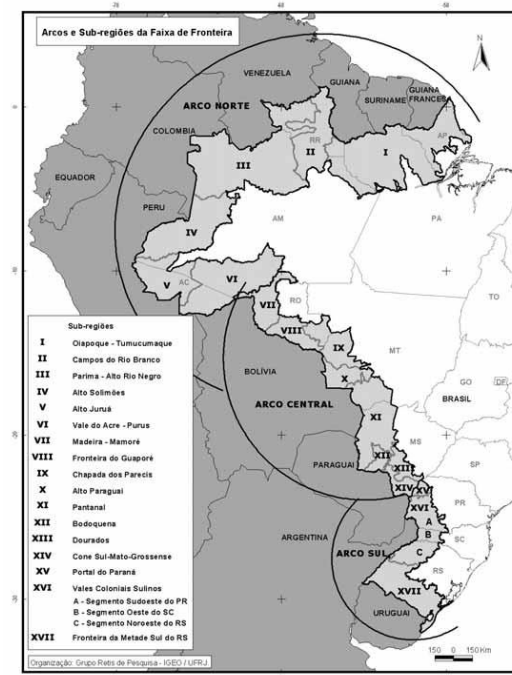 Arcos e Sub-regiões da Faixa de Fronteira
N
VENEZUELA
GUIANA
SURINAME
GUIANA
FRANCES
ARCO NORTE
COLOMBIA
RR
AP
I
II
III
EQUADOR
PERU
IV
AM
PA
V
AC
VI
VII
RO
VIII
IX
X
TO
MT
BOLÍVIA
GO
DF
BRASIL
ARCO CENTRAL
XI
MS
XII
XIII
SP
PARAGUAI
XIV
XV
XVI
PR
A
B
SC
C
ARGENTINA
ARCO SUL
RS
XVII
URUGUAI
Sub-regiões
I Oiapoque - Tumucumaque
II Campos do Rio Branco
III Parima - Alto Rio Negro
IV Alto Solimões
V Alto Juruá
VI Vale do Acre - Purus
VII Madeira - Mamoré
VIII Fronteira do Guaporé
IX Chapada dos Parecis
X Alto Paraguai
XI Pantanal
XII Bodoquena
XIII Dourados
XIV Cone Sul-Mato-Grossense
XV Portal do Paraná
XVI Vales Coloniais Sulinos
A - Segmento Sudoeste do PR
B - Segmento Oeste do SC
C - Segmento Noroeste do RS
XVII Fronteira da Metade Sul do RS
150 0 150 Km
Organização: Grupo Retis de Pesquisa - IGEO / UFRJ